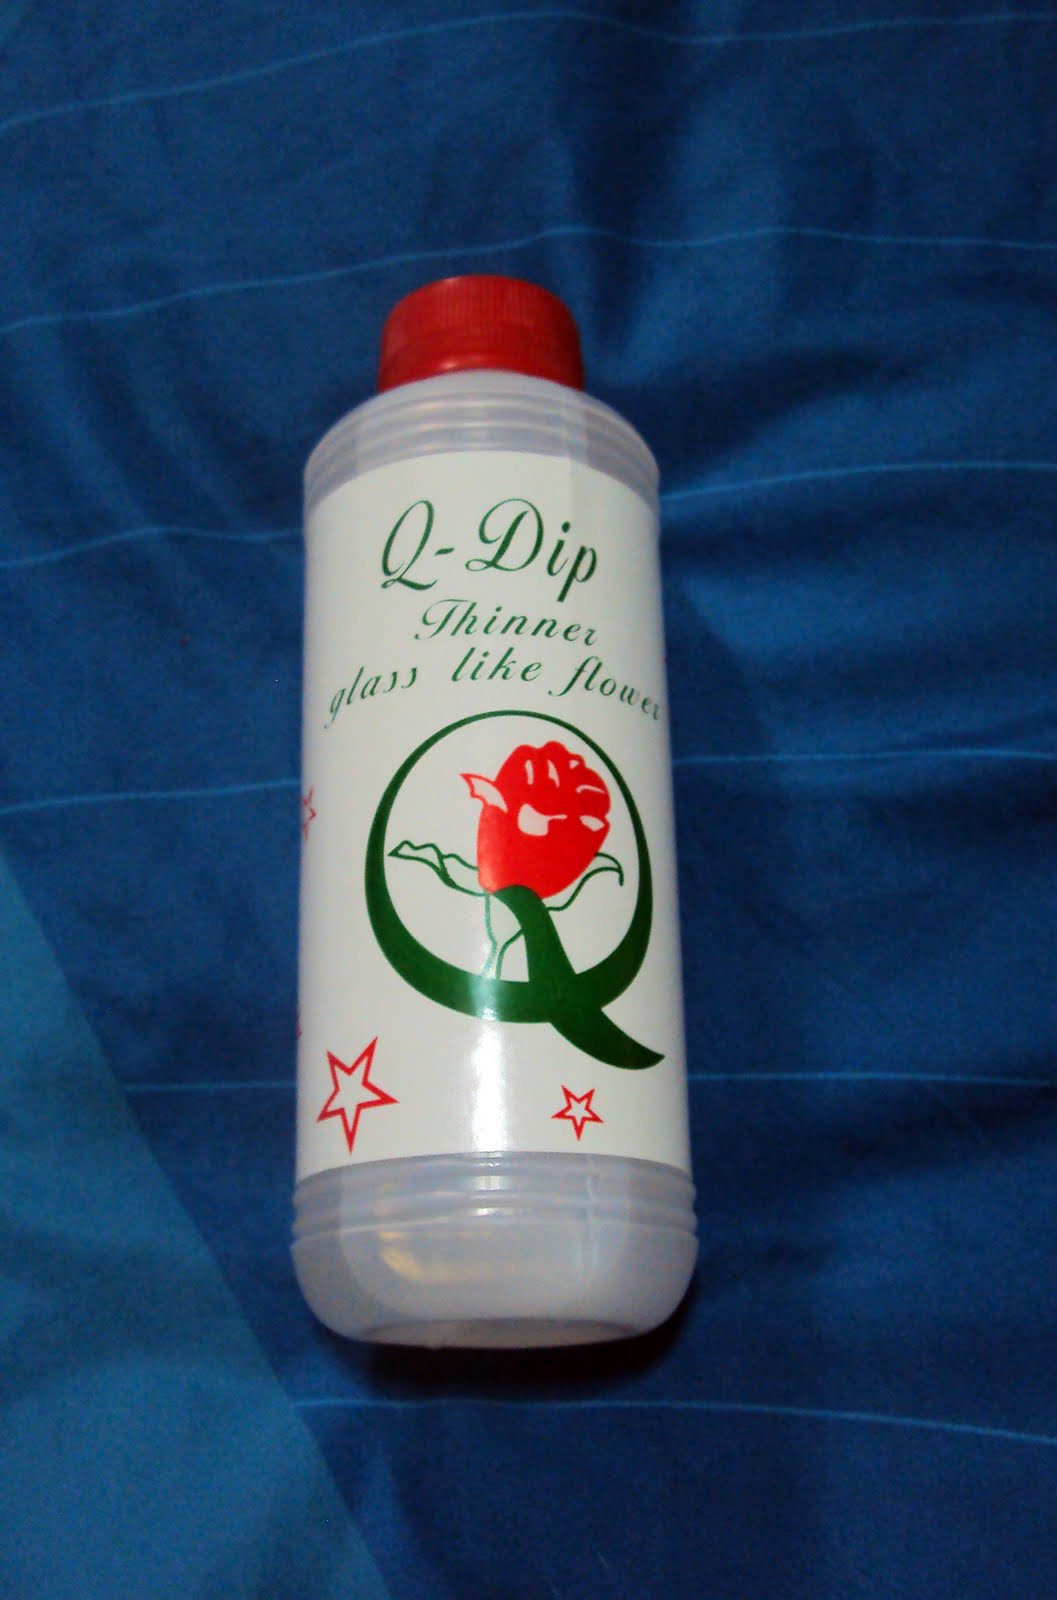 Q-Dip
Thinner
glass like flower
Q